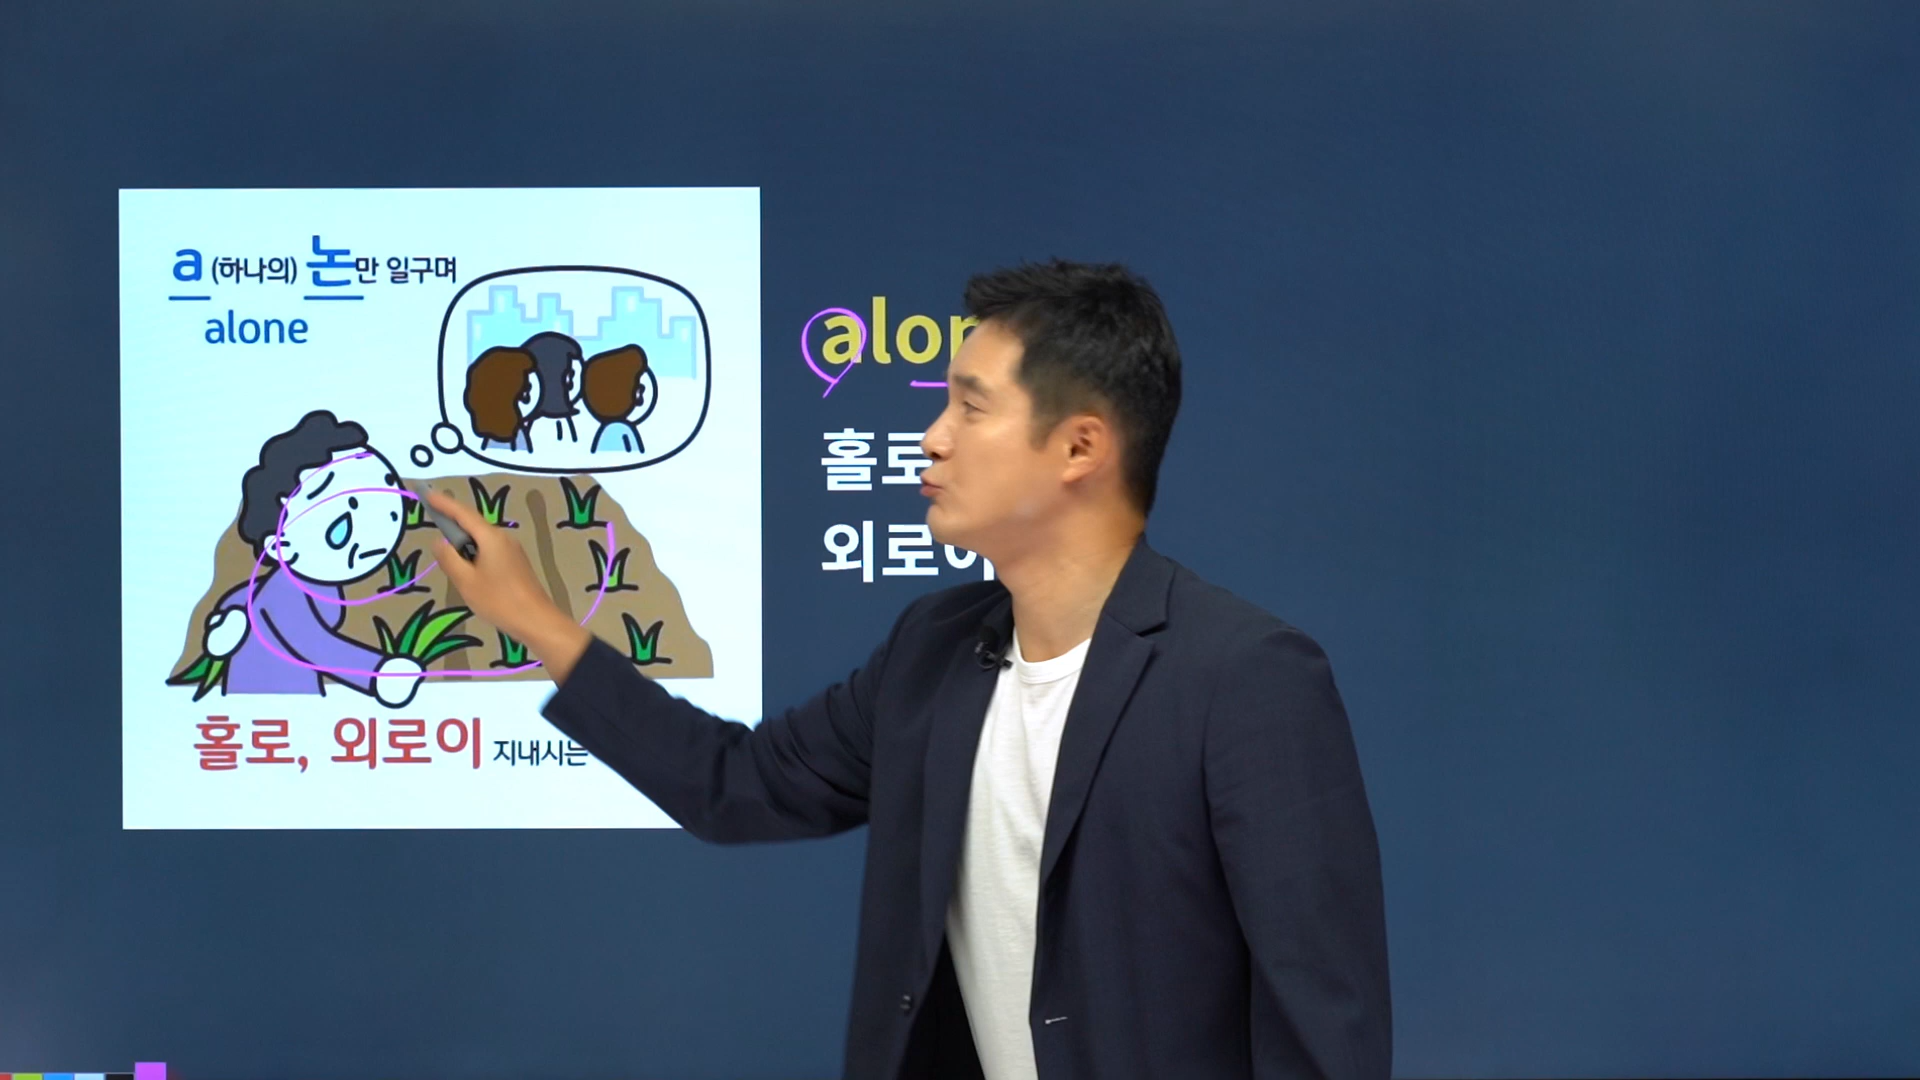 a (하나의) 논만 일구며
alone
홀로, 외로이 지내시는
alon
홀로
외로이